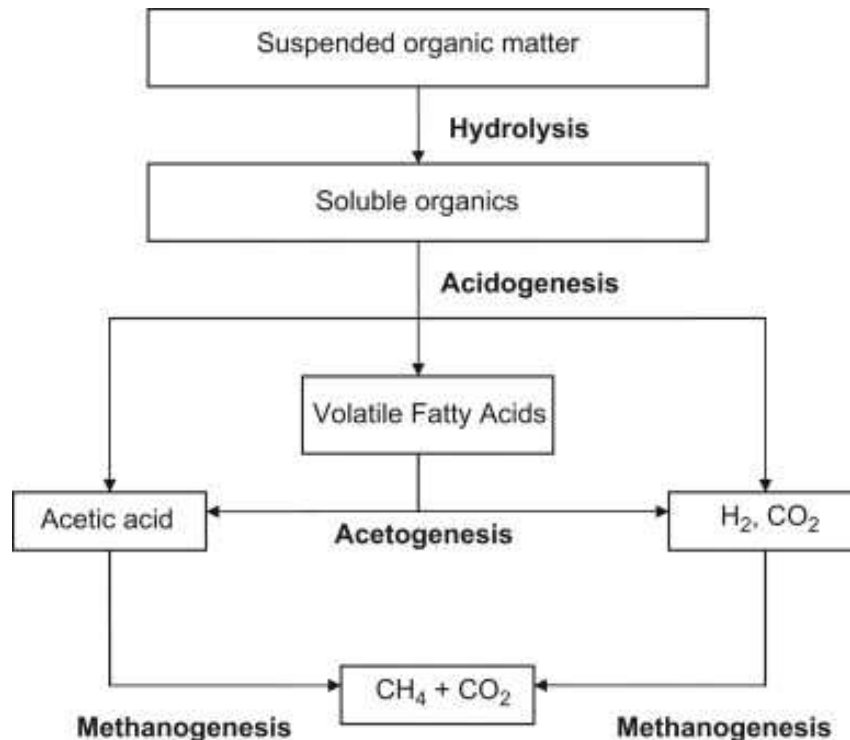 Suspended organic matter
Hydrolysis
Soluble organics
Acidogenesis
Volatile Fatty Acids
Acetic acid
H₂, CO₂
Acetogenesis
CH₄ + CO₂
Methanogenesis
Methanogenesis